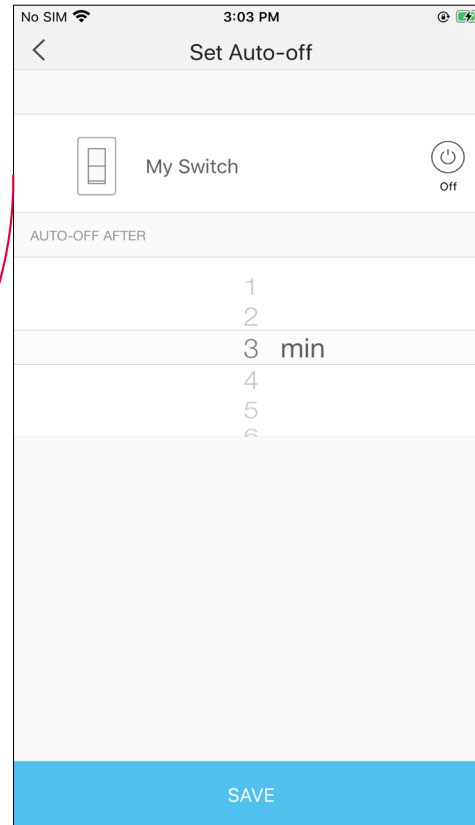 No SIM 3:03 PM
Set Auto-off
My Switch
Off
AUTO-OFF AFTER
1
2
3 min
4
5
6
SAVE